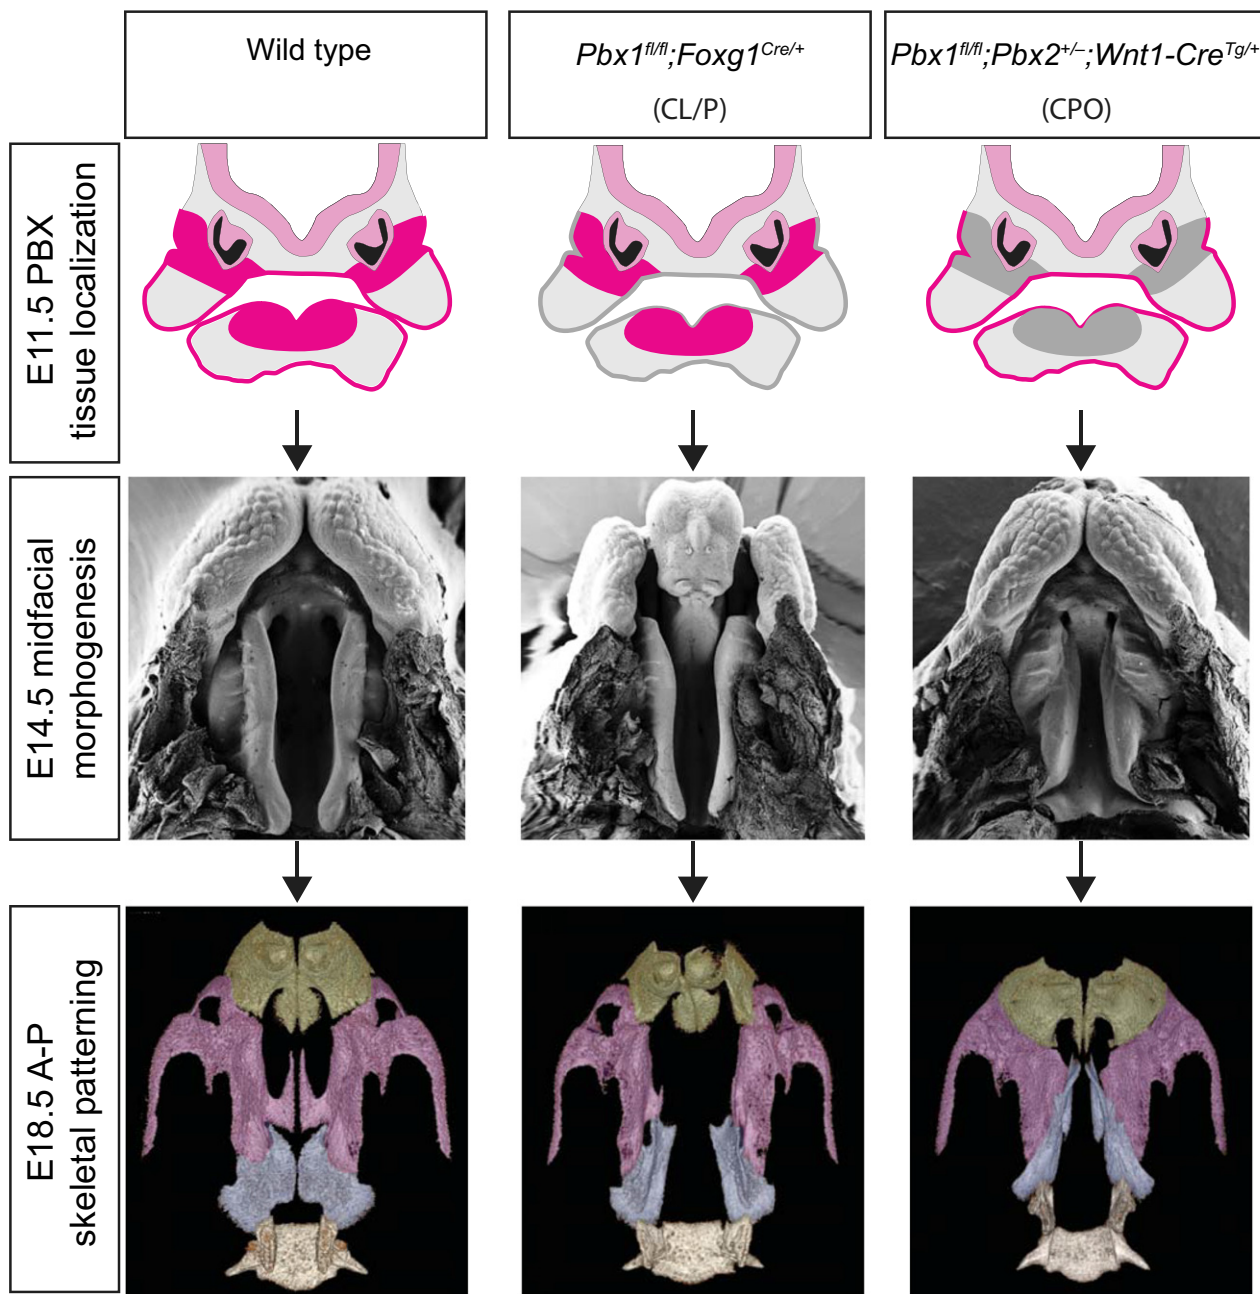 Wild type
Pbx1fl/fl;Foxg1Cre/+
(CL/P)
Pbx1fl/fl;Pbx2+/–;Wnt1-CreTg/+
(CPO)
E11.5 PBX
tissue localization
E14.5 midfacial
morphogenesis
E18.5 A-P
skeletal patterning